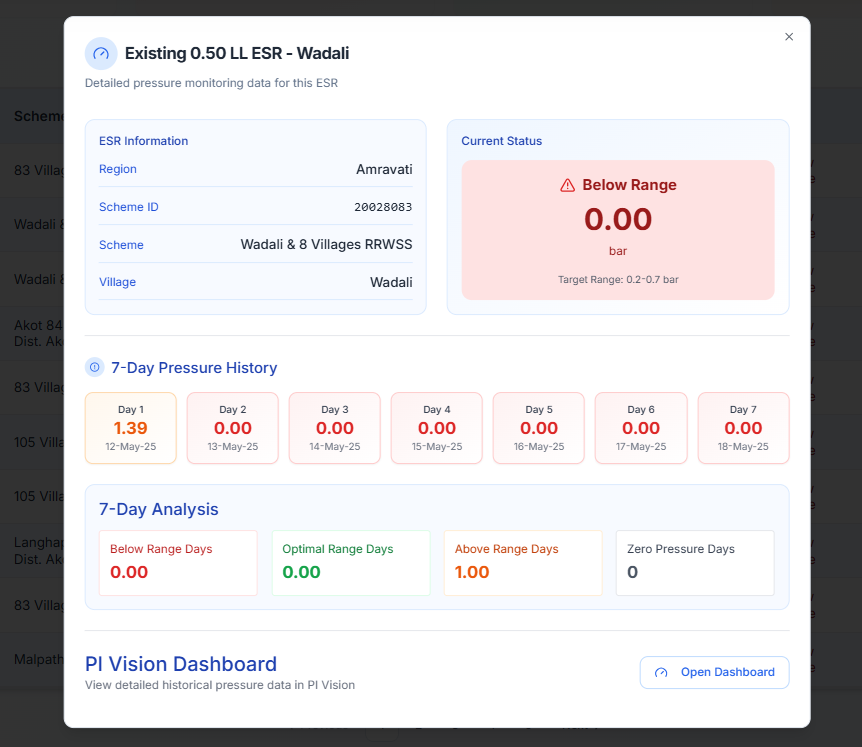 Existing 0.50 LL ESR - Wadali
Detailed pressure monitoring data for this ESR
ESR Information
Region Amravati
Scheme ID 20028083
Scheme Wadali & 8 Villages RRWSS
Village Wadali
Current Status
Below Range
0.00
bar
Target Range: 0.2-0.7 bar
7-Day Pressure History
Day 1
1.39
12-May-25
Day 2
0.00
13-May-25
Day 3
0.00
14-May-25
Day 4
0.00
15-May-25
Day 5
0.00
16-May-25
Day 6
0.00
17-May-25
Day 7
0.00
18-May-25
7-Day Analysis
Below Range Days
0.00
Optimal Range Days
0.00
Above Range Days
1.00
Zero Pressure Days
0
PI Vision Dashboard
View detailed historical pressure data in PI Vision
Open Dashboard
Scheme
83 Villag
Wadali &
Wadali &
Akot 84
Dist. Ako
83 Villag
105 Villa
105 Villa
Langhap
Dist. Ako
83 Villag
Malpath